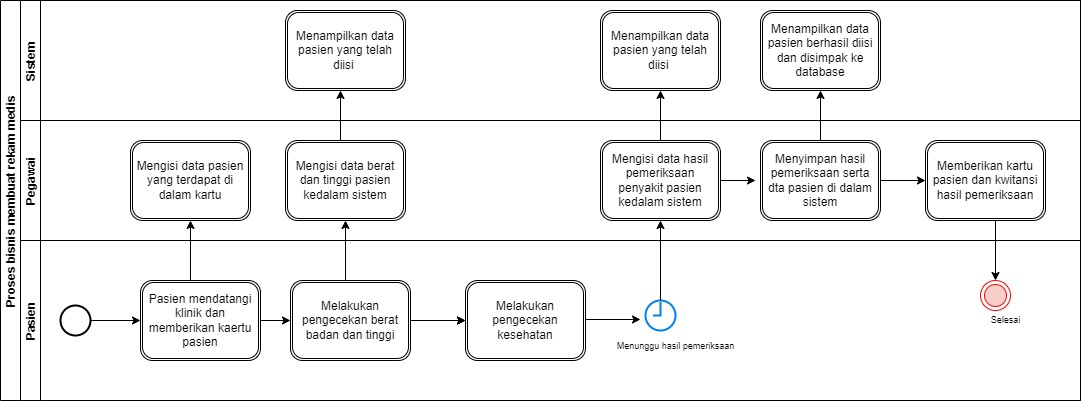 Proses bisnis membuat rekam medis
Sistem
Menampilkan data
pasien yang telah
diisi
Menampilkan data
pasien yang telah
diisi
Menampilkan data
pasien berhasil diisi
dan disimpak ke
database
Pegawai
Mengisi data pasien
yang terdapat di
dalam kartu
Mengisi data berat
dan tinggi pasien
kedalam sistem
Mengisi data hasil
pemeriksaan
penyakit pasien
kedalam sistem
Menyimpan hasil
pemeriksaan serta
dta pasien di dalam
sistem
Memberikan kartu
pasien dan kwitansi
hasil pemeriksaan
Pasien
Pasien mendatangi
klinik dan
memberikan kaertu
pasien
Melakukan
pengecekan berat
badan dan tinggi
Melakukan
pengecekan
kesehatan
Menunggu hasil pemeriksaan
Selesai